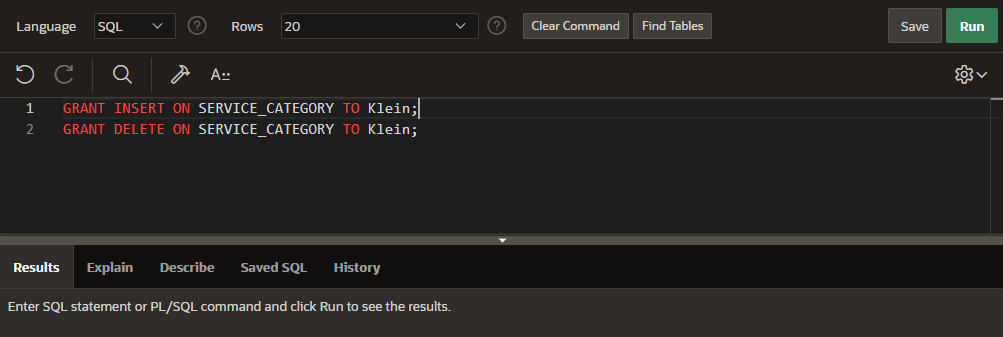 Language SQL ? Rows 20 ? Clear Command Find Tables Save Run
A
1 GRANT INSERT ON SERVICE_CATEGORY TO Klein;
2 GRANT DELETE ON SERVICE_CATEGORY TO Klein;
Results Explain Describe Saved SQL History
Enter SQL statement or PL/SQL command and click Run to see the results.